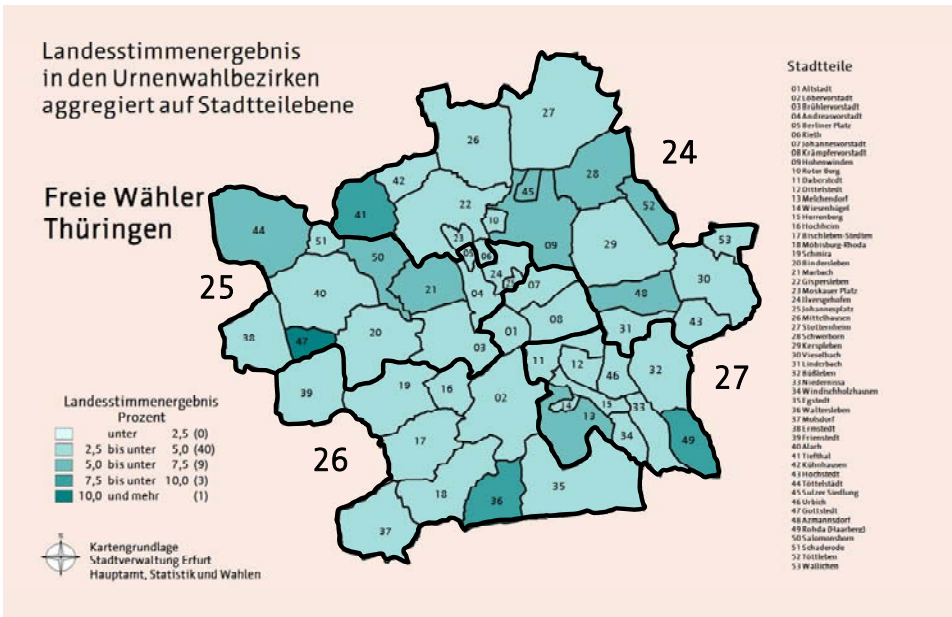 Landesstimmenergebnis
in den Urnenwahlbezirken
aggregiert auf Stadtteilebene
Freie Wähler
Thüringen
24
25
26
27
27
26
28
45
52
42
41
22
10
44
51
23
05
06
09
29
53
50
24
25
30
21
07
48
40
04
08
43
38
47
20
03
01
31
11
12
46
32
39
19
16
02
14
15
33
13
17
34
49
18
36
35
37
Landesstimmenergebnis
Prozent
unter 2,5 (0)
2,5 bis unter 5,0 (40)
5,0 bis unter 7,5 (9)
7,5 bis unter 10,0 (3)
10,0 und mehr (1)
N
Kartengrundlage
Stadtverwaltung Erfurt
Hauptamt, Statistik und Wahlen
Stadtteile
01 Altstadt
02 Löbervorstadt
03 Brühlervorstadt
04 Andreasvorstadt
05 Berliner Platz
06 Rieth
07 Johannesvorstadt
08 Krämpfervorstadt
09 Hohenwinden
10 Roter Berg
11 Daberstedt
12 Dittelstedt
13 Melchendorf
14 Wiesenhügel
15 Herrenberg
16 Hochheim
17 Bischleben-Stedten
18 Möbisburg-Rhoda
19 Schmira
20 Bindersleben
21 Marbach
22 Gispersleben
23 Moskauer Platz
24 Ilversgehofen
25 Johannesplatz
26 Mittelhausen
27 Stotternheim
28 Schwerborn
29 Kerspleben
30 Vieselbach
31 Linderbach
32 Büßleben
33 Niedernissa
34 Windischholzhausen
35 Egstedt
36 Waltersleben
37 Molsdorf
38 Ermstedt
39 Frienstedt
40 Alach
41 Tiefthal
42 Kühnhausen
43 Hochstedt
44 Töttelstädt
45 Sulzer Siedlung
46 Urbich
47 Gottstedt
48 Azmannsdorf
49 Rohda (Haarberg)
50 Salomonsborn
51 Schaderode
52 Töttleben
53 Wallichen